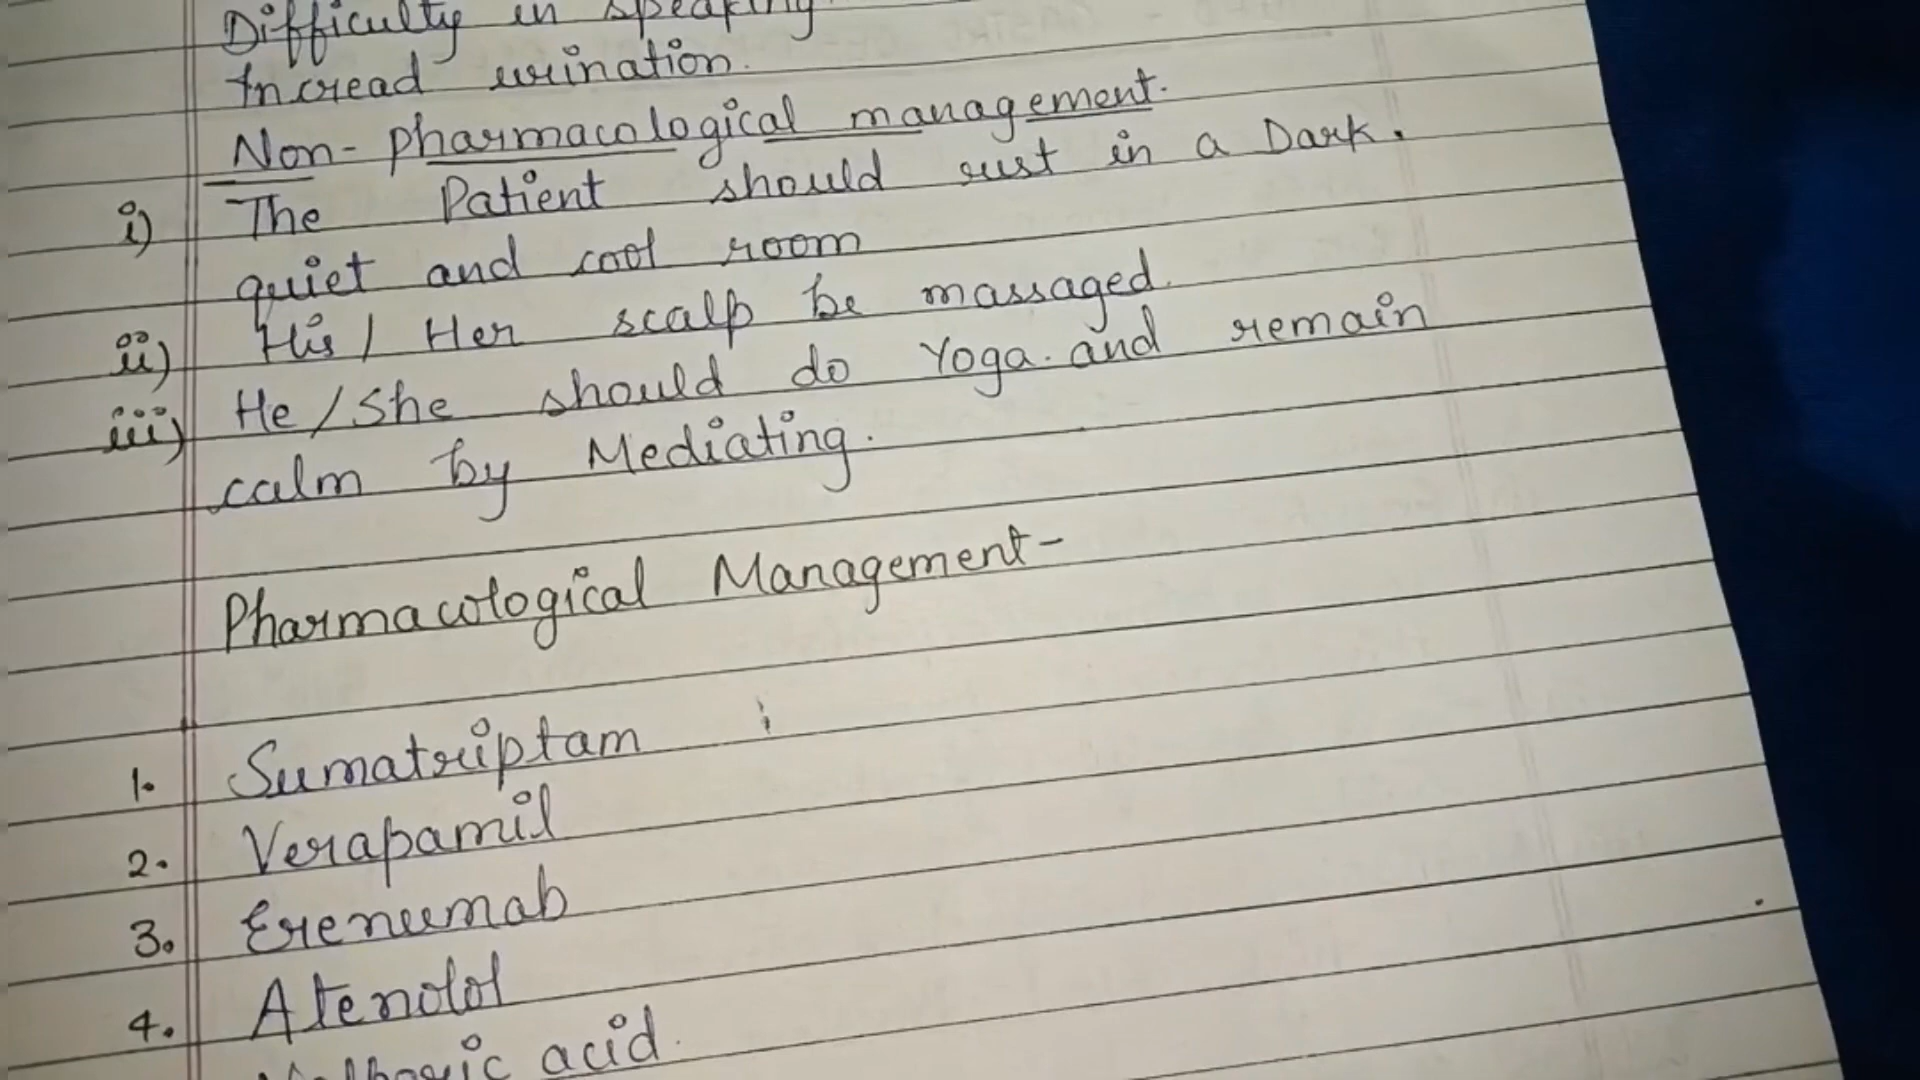 Difficulty in speaking
Incread urination.
Non-pharmacological management.
i) The Patient should rust in a Dark.
quiet and cool room
ii) His/Her scalp be massaged.
iii) He/She should do Yoga. and remain
calm by Mediating.
Pharmacological Management-
1. Sumatriptam
2. Verapamil
3. Erenumab
4. Atenolol
acid.